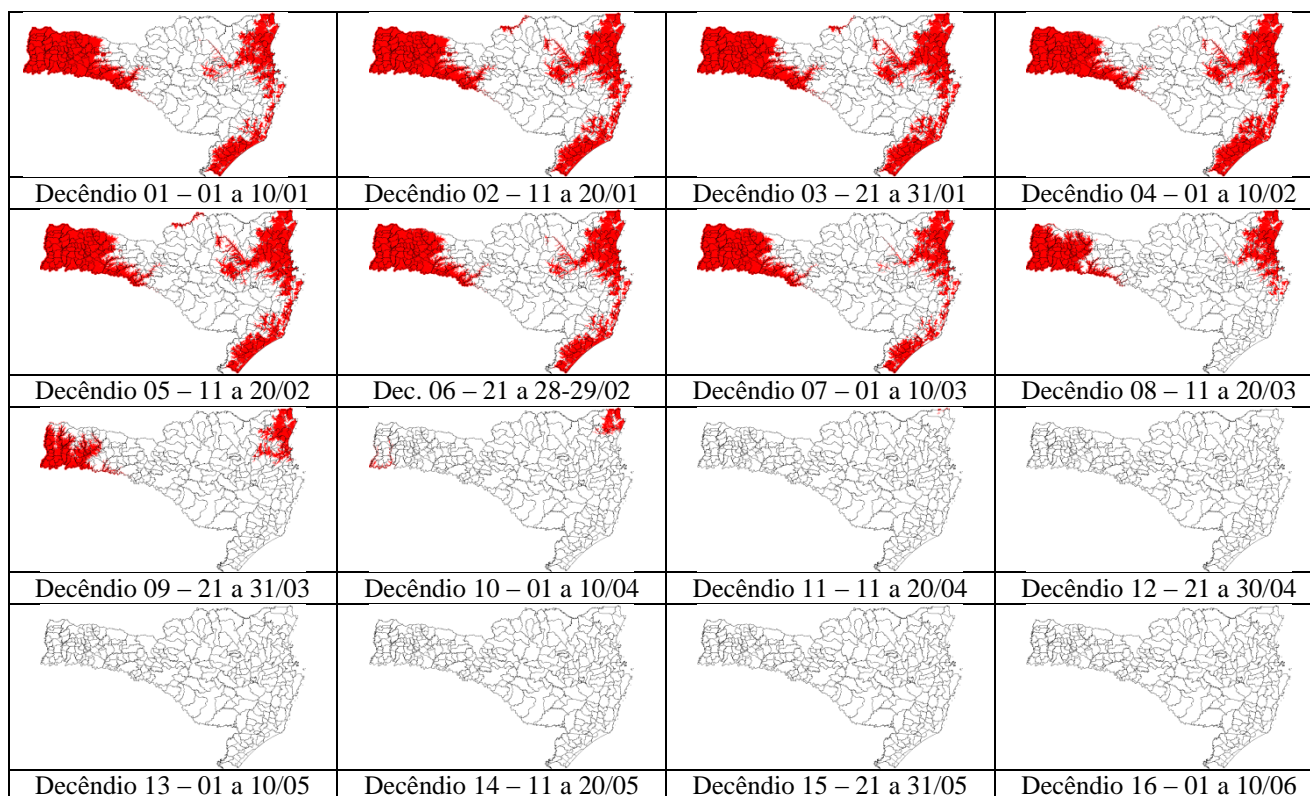 Decêndio 01 – 01 a 10/01
Decêndio 02 – 11 a 20/01
Decêndio 03 – 21 a 31/01
Decêndio 04 – 01 a 10/02
Decêndio 05 – 11 a 20/02
Dec. 06 – 21 a 28-29/02
Decêndio 07 – 01 a 10/03
Decêndio 08 – 11 a 20/03
Decêndio 09 – 21 a 31/03
Decêndio 10 – 01 a 10/04
Decêndio 11 – 11 a 20/04
Decêndio 12 – 21 a 30/04
Decêndio 13 – 01 a 10/05
Decêndio 14 – 11 a 20/05
Decêndio 15 – 21 a 31/05
Decêndio 16 – 01 a 10/06